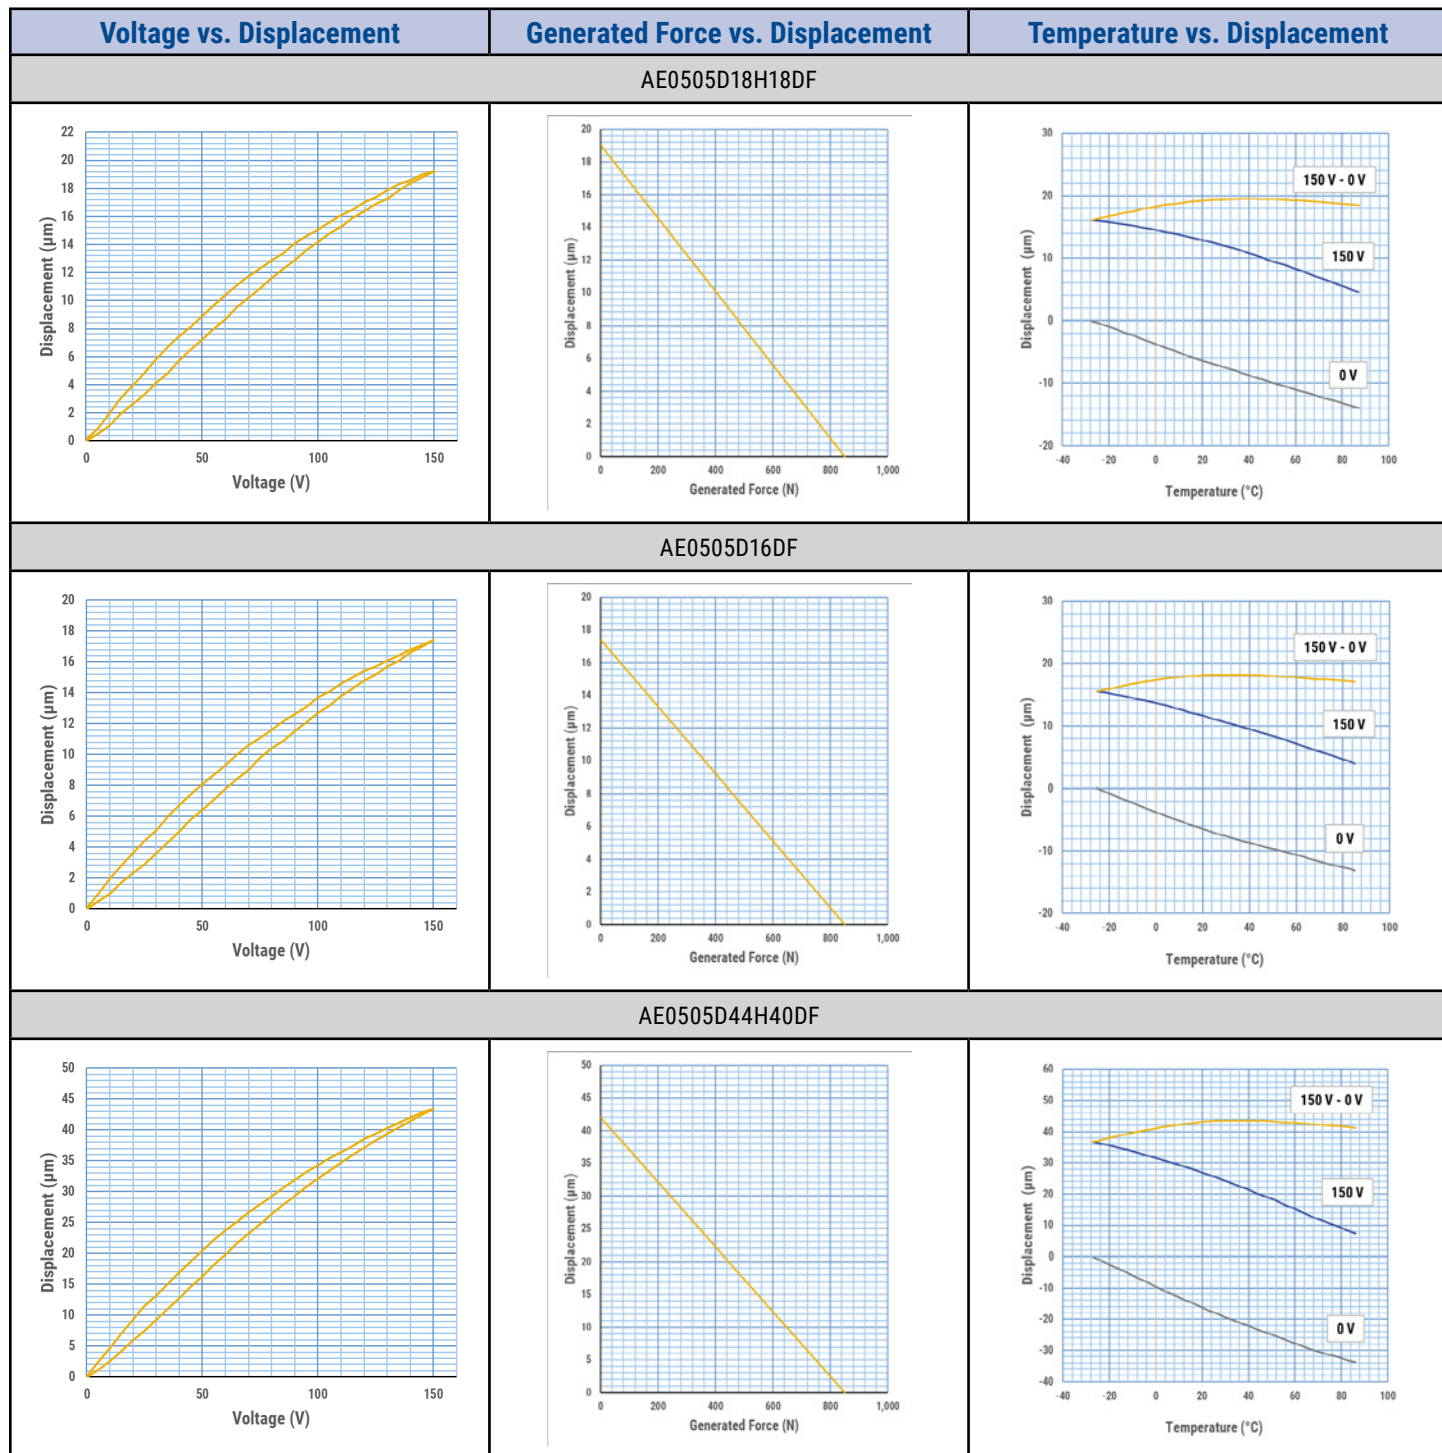 Voltage vs. Displacement
Generated Force vs. Displacement
Temperature vs. Displacement
AE0505D18H18DF
22
20
18
16
14
12
10
8
6
4
2
0
0 50 100 150
Displacement (µm)
Voltage (V)
20
18
16
14
12
10
8
6
4
2
0
0 200 400 600 800 1,000
Displacement (µm)
Generated Force (N)
30
20
10
0
-10
-20
-40 -20 0 20 40 60 80 100
Displacement (µm)
Temperature (°C)
150 V - 0 V
150 V
0 V
AE0505D16DF
20
18
16
14
12
10
8
6
4
2
0
0 50 100 150
Displacement (µm)
Voltage (V)
20
18
16
14
12
10
8
6
4
2
0
0 200 400 600 800 1,000
Displacement (µm)
Generated Force (N)
30
20
10
0
-10
-20
-40 -20 0 20 40 60 80 100
Displacement (µm)
Temperature (°C)
150 V - 0 V
150 V
0 V
AE0505D44H40DF
50
45
40
35
30
25
20
15
10
5
0
0 50 100 150
Displacement (µm)
Voltage (V)
50
45
40
35
30
25
20
15
10
5
0
0 200 400 600 800 1,000
Displacement (µm)
Generated Force (N)
60
50
40
30
20
10
0
-10
-20
-30
-40
-40 -20 0 20 40 60 80 100
Displacement (µm)
Temperature (°C)
150 V - 0 V
150 V
0 V